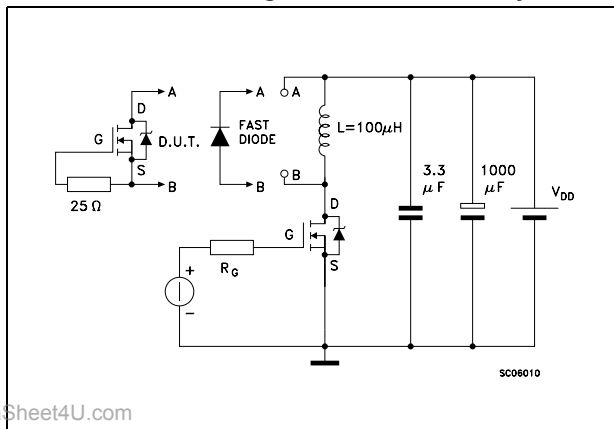 A
A
A
D
G
D.U.T.
FAST
DIODE
L=100μH
S
B
B
B
25 Ω
3.3
μF
1000
μF
V_DD
D
G
S
R_G
+
-
SC06010
Sheet4U.com